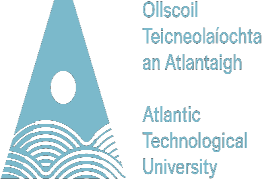 Ollscoil
Teicneolaíochta
an Atlantaigh
Atlantic
Technological
University